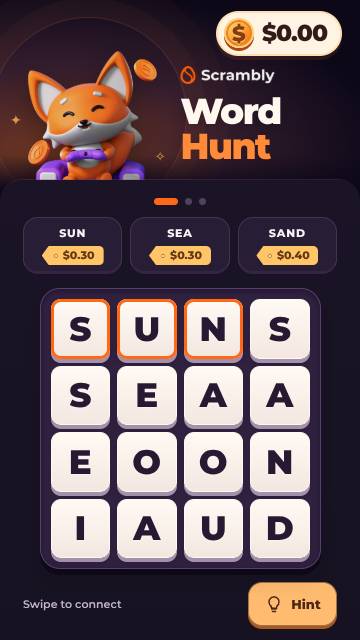 $0.00
Scrambly
Word
Hunt
SUN SEA SAND
$0.30 $0.30 $0.40
S U N S
S E A A
E O O N
I A U D
Swipe to connect
Hint